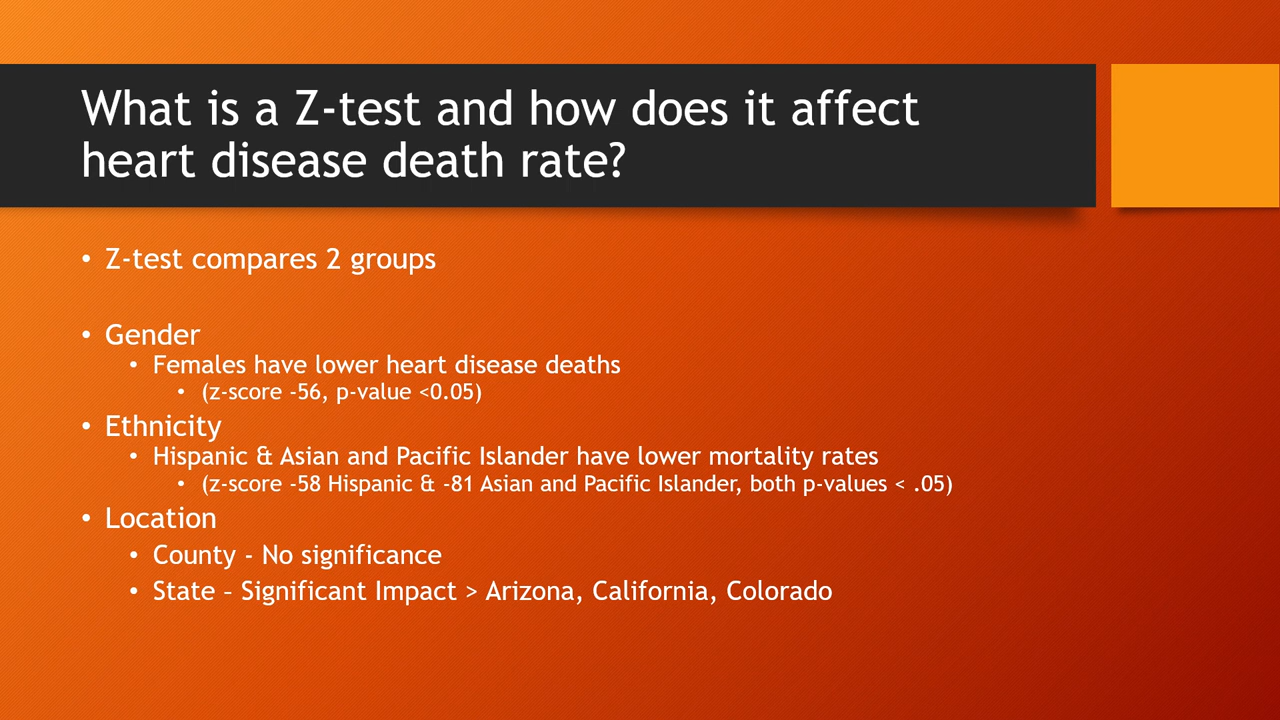 What is a Z-test and how does it affect
heart disease death rate?
• Z-test compares 2 groups
• Gender
• Females have lower heart disease deaths
• (z-score -56, p-value <0.05)
• Ethnicity
• Hispanic & Asian and Pacific Islander have lower mortality rates
• (z-score -58 Hispanic & -81 Asian and Pacific Islander, both p-values < .05)
• Location
• County - No significance
• State – Significant Impact > Arizona, California, Colorado